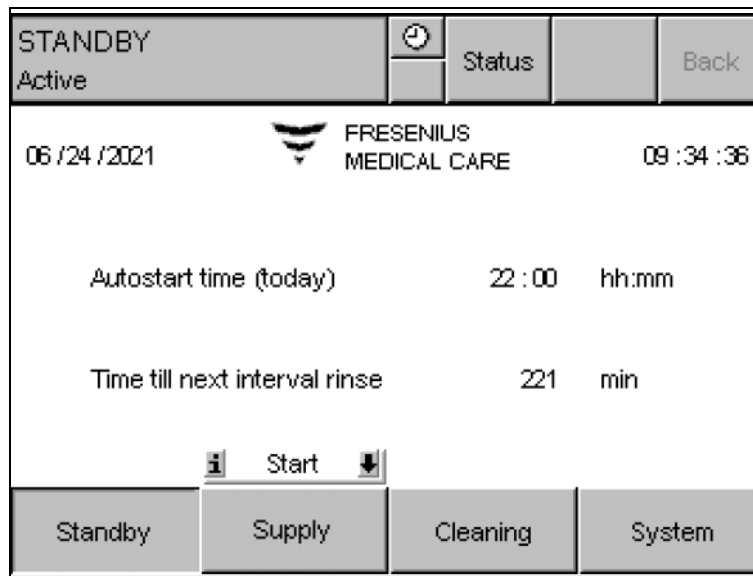 STANDBY
Active
Status
Back
06 /24 /2021
FRESENIUS
MEDICAL CARE
09 :34 :36
Autostart time (today) 22 :00 hh:mm
Time till next interval rinse 221 min
i Start
Standby Supply Cleaning System